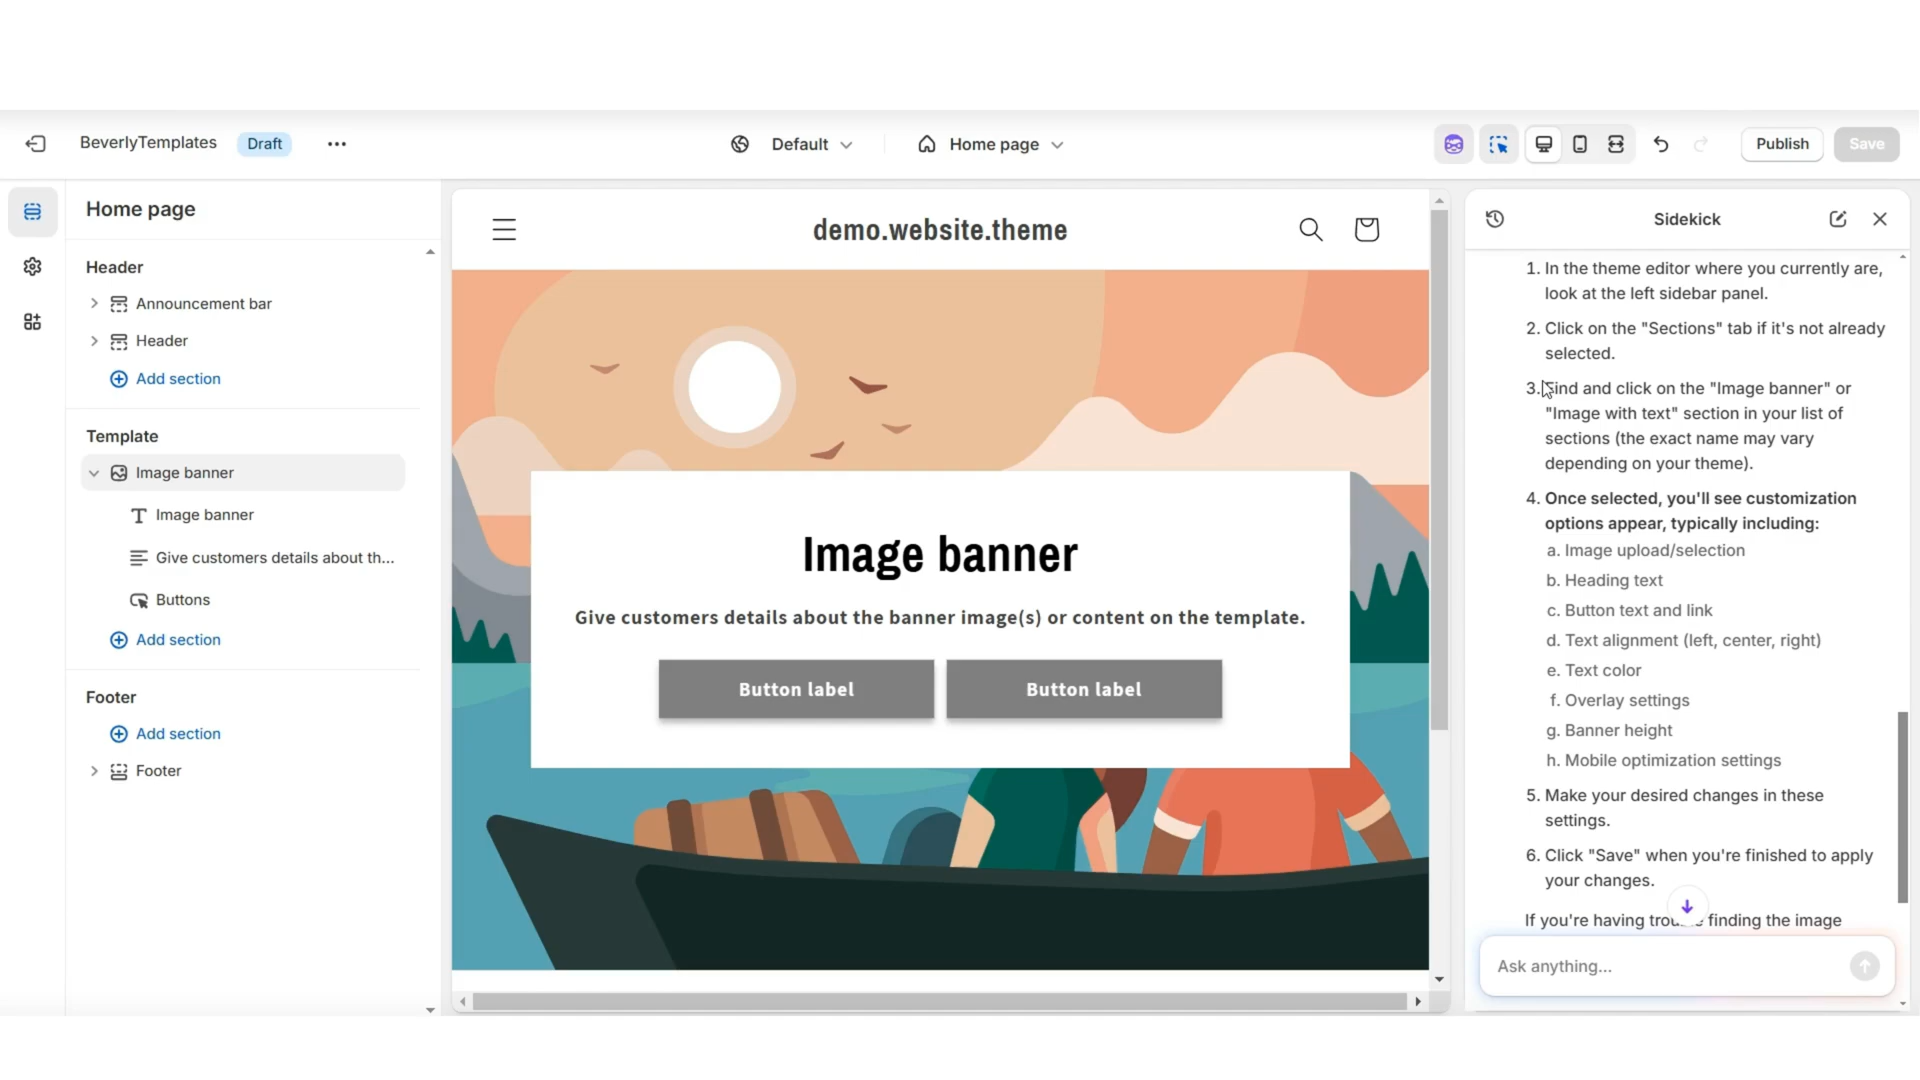 BeverlyTemplates
Draft
Default
Home page
Publish
Save
Home page
Header
Announcement bar
Header
Add section
Template
Image banner
Image banner
Give customers details about th...
Buttons
Add section
Footer
Add section
Footer
demo.website.theme
Image banner
Give customers details about the banner image(s) or content on the template.
Button label
Button label
Sidekick
1. In the theme editor where you currently are,
look at the left sidebar panel.
2. Click on the "Sections" tab if it's not already
selected.
3. Find and click on the "Image banner" or
"Image with text" section in your list of
sections (the exact name may vary
depending on your theme).
4. Once selected, you'll see customization
options appear, typically including:
a. Image upload/selection
b. Heading text
c. Button text and link
d. Text alignment (left, center, right)
e. Text color
f. Overlay settings
g. Banner height
h. Mobile optimization settings
5. Make your desired changes in these
settings.
6. Click "Save" when you're finished to apply
your changes.
If you're having trouble finding the image
Ask anything...